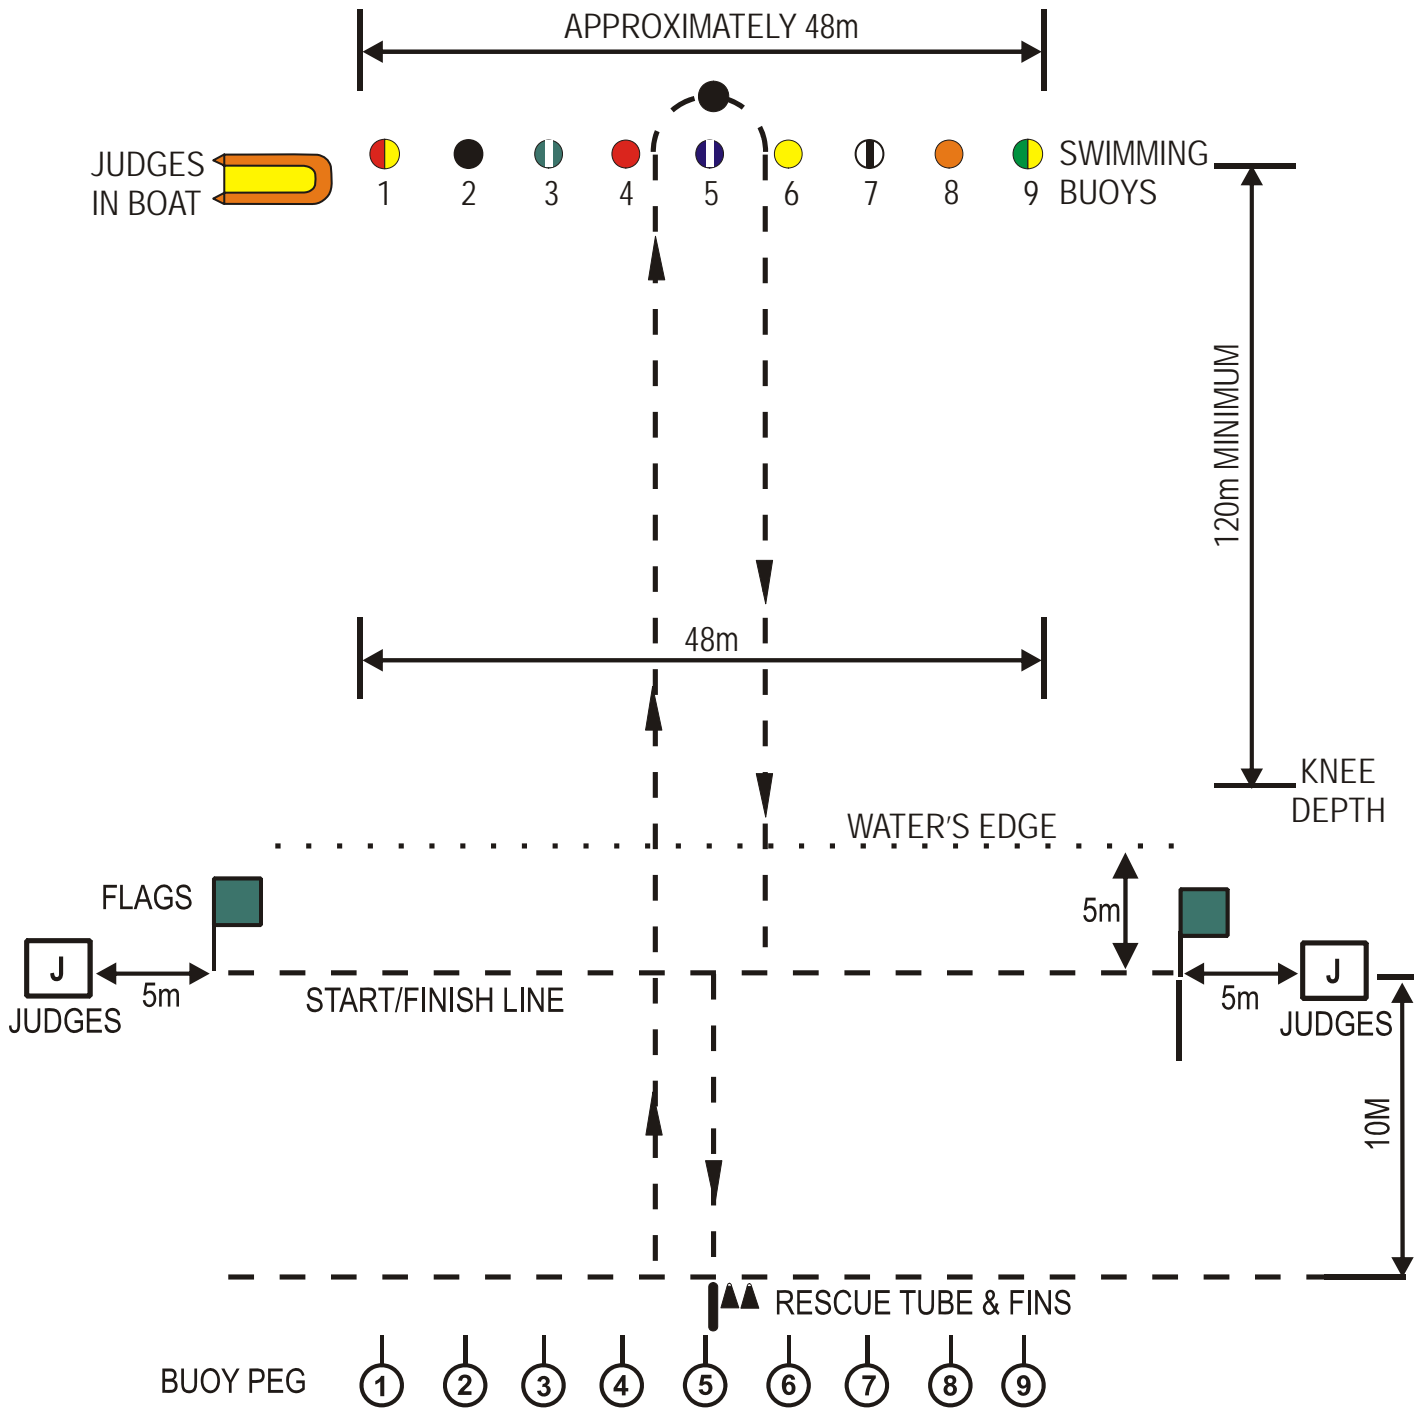 APPROXIMATELY 48m
JUDGES
IN BOAT
1 2 3 4 5 6 7 8 9
SWIMMING
BUOYS
120m MINIMUM
48m
KNEE
DEPTH
WATER'S EDGE
FLAGS
5m
J
5m
JUDGES
START/FINISH LINE
5m
J
JUDGES
10M
RESCUE TUBE & FINS
BUOY PEG
1 2 3 4 5 6 7 8 9